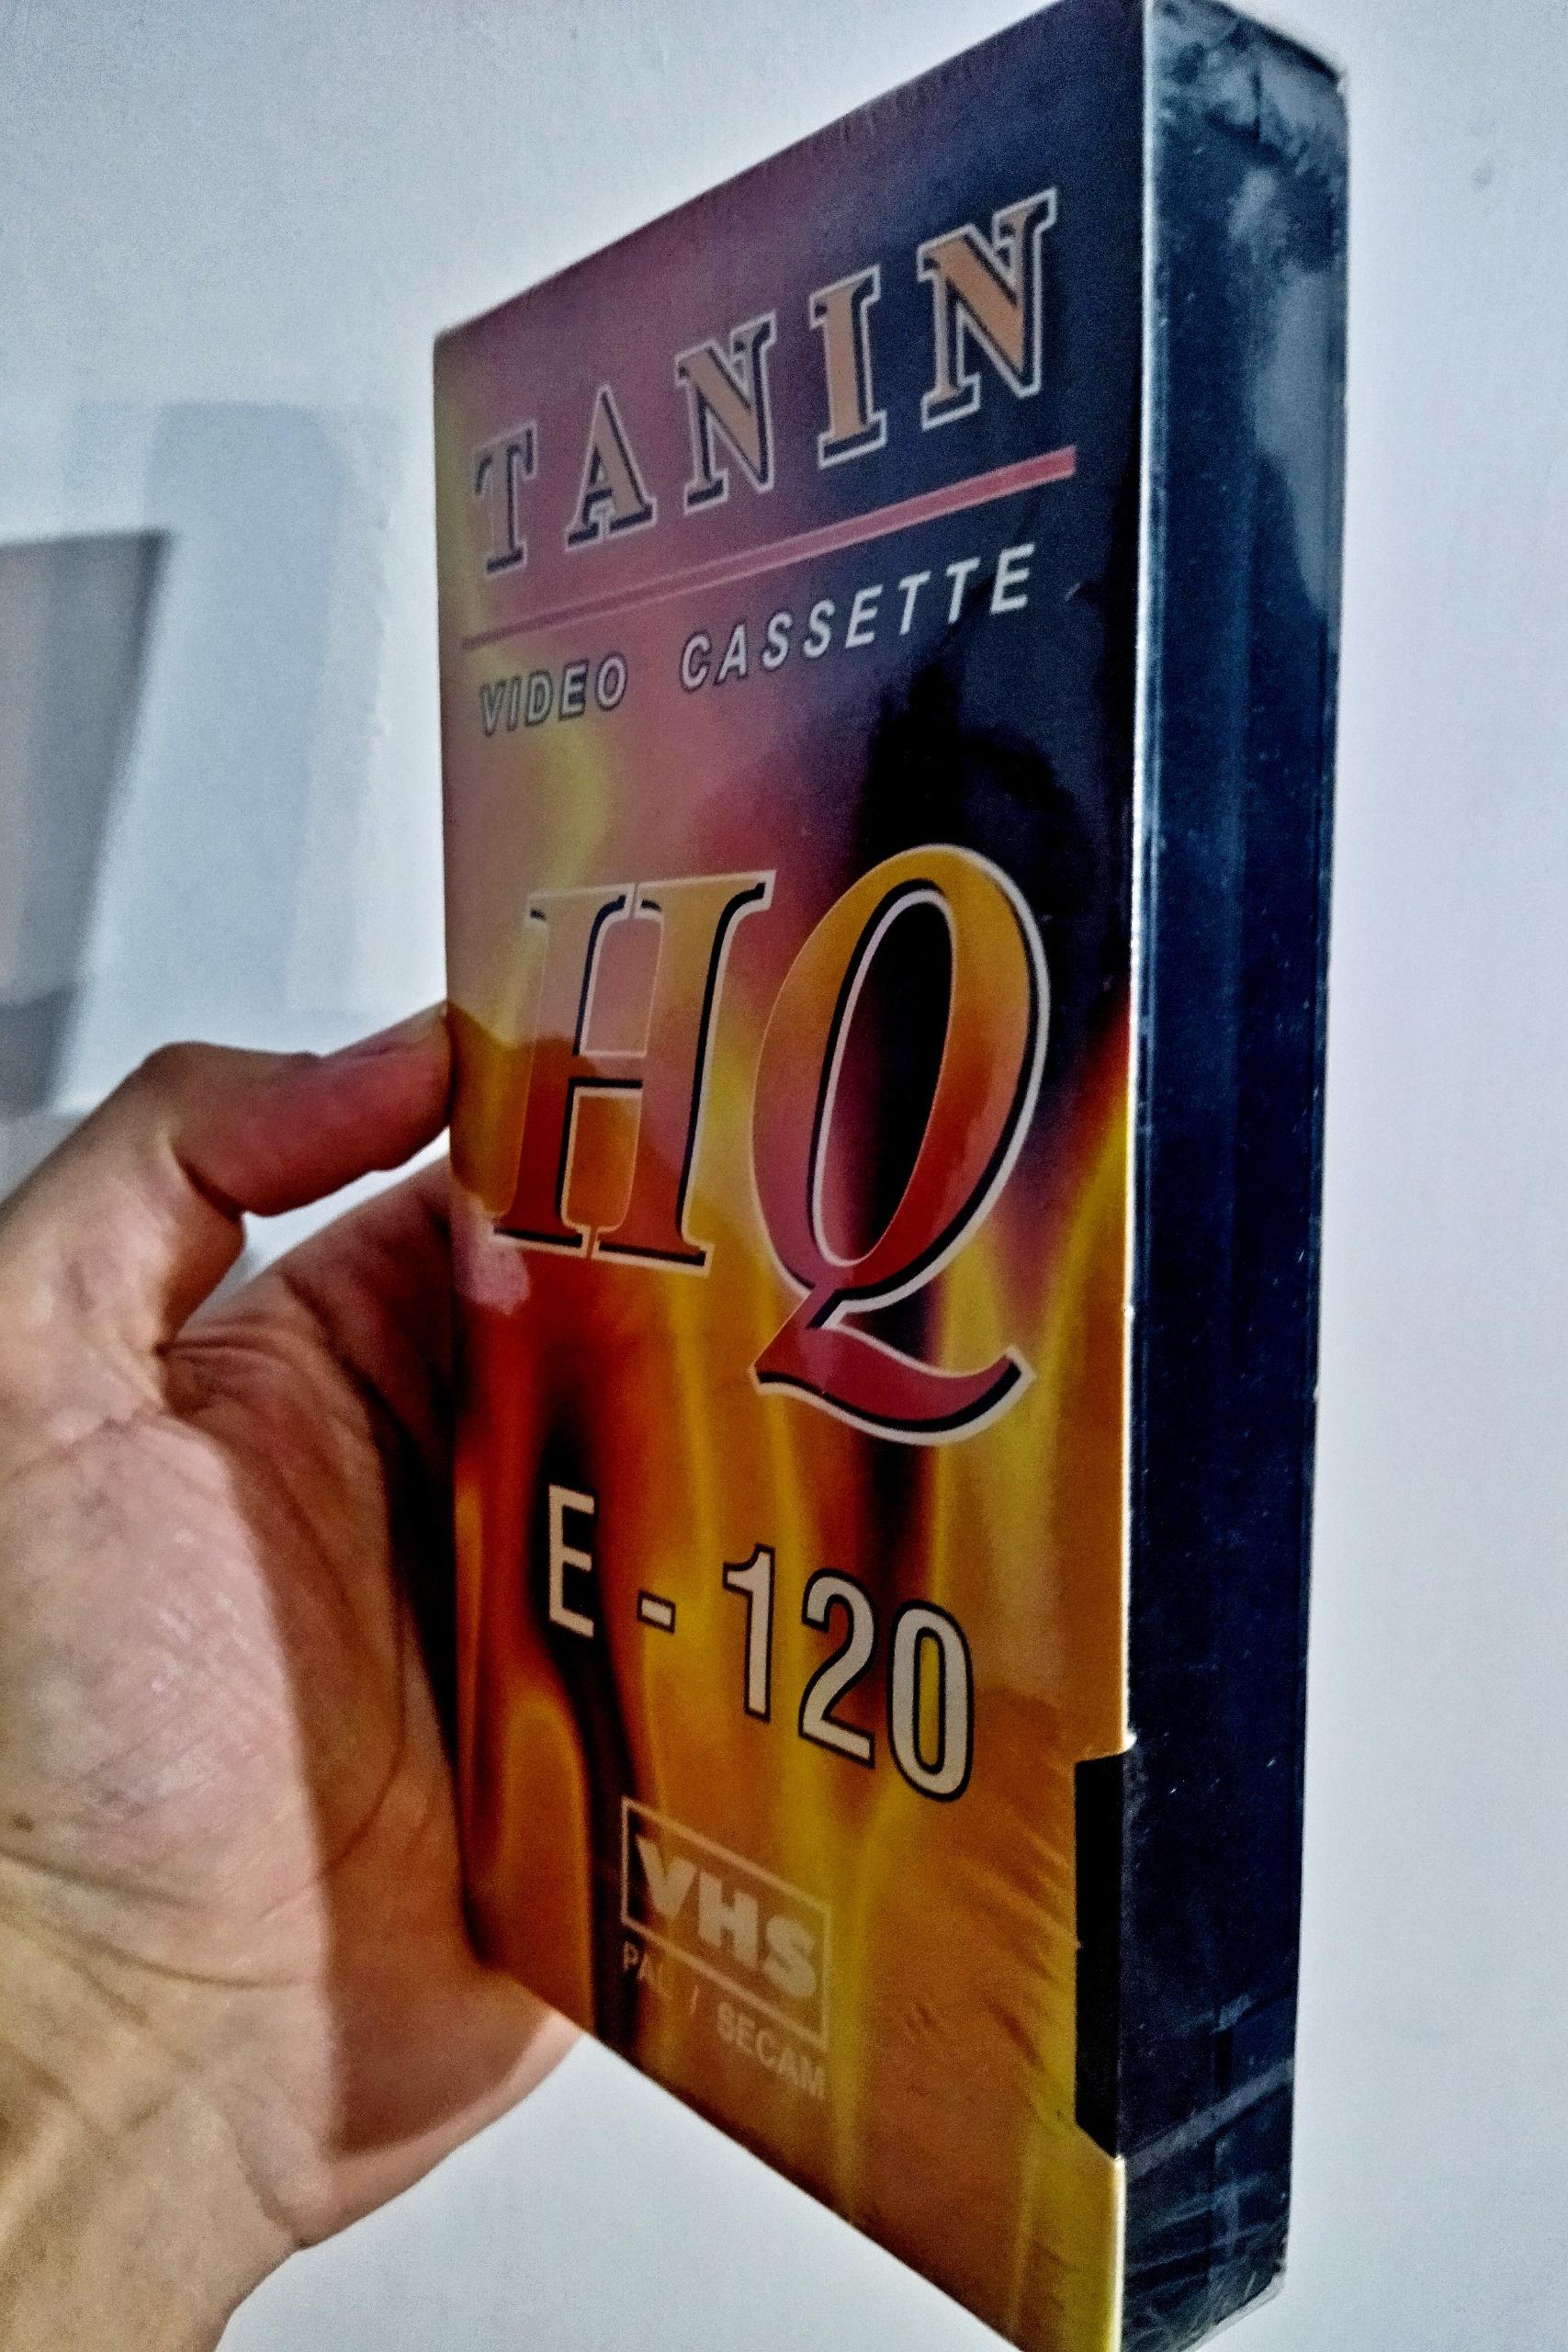 TANIN
VIDEO CASSETTE
HQ
E - 120
VHS
PAL / SECAM